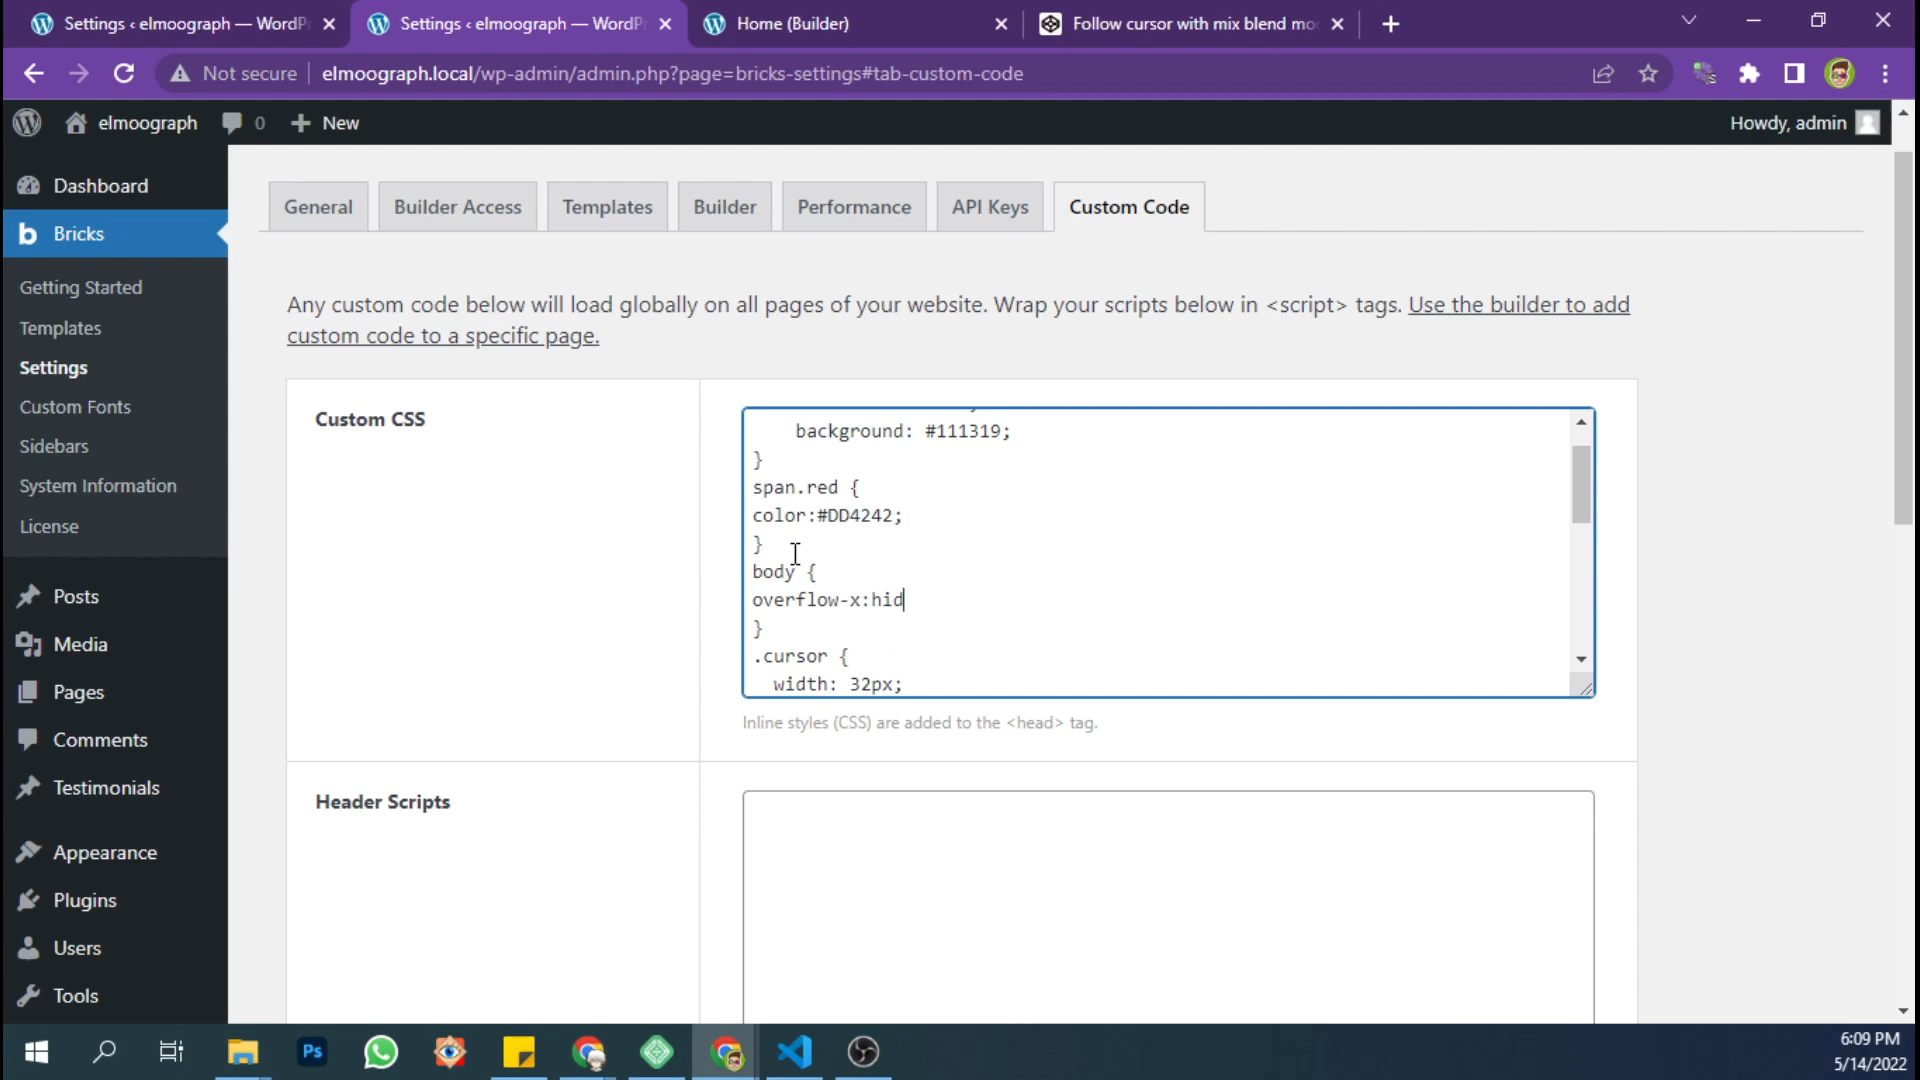 Settings ‹ elmoograph — WordPr
Settings ‹ elmoograph — WordPr
Home (Builder)
Follow cursor with mix blend mo
Not secure
elmoograph.local/wp-admin/admin.php?page=bricks-settings#tab-custom-code
elmoograph
0
New
Howdy, admin
Dashboard
Bricks
Getting Started
Templates
Settings
Custom Fonts
Sidebars
System Information
License
Posts
Media
Pages
Comments
Testimonials
Appearance
Plugins
Users
Tools
General
Builder Access
Templates
Builder
Performance
API Keys
Custom Code
Any custom code below will load globally on all pages of your website. Wrap your scripts below in <script> tags. Use the builder to add
custom code to a specific page.
Custom CSS
background: #111319;
}
span.red {
color:#DD4242;
}
body {
overflow-x:hid
}
.cursor {
width: 32px;
Inline styles (CSS) are added to the <head> tag.
Header Scripts
Ps
6:09 PM
5/14/2022